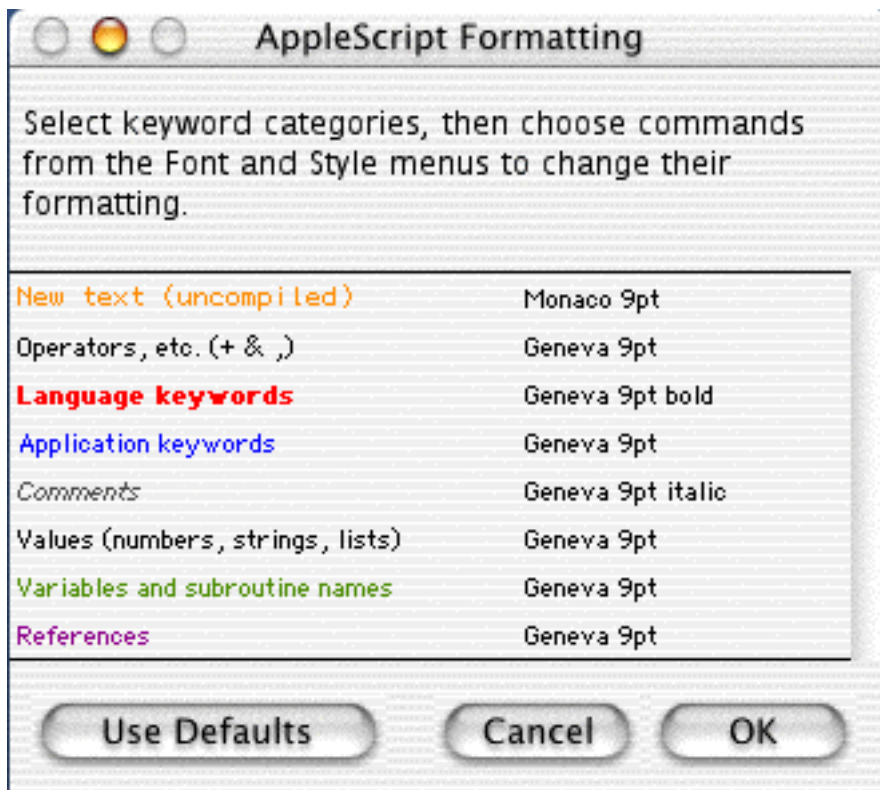 AppleScript Formatting
Select keyword categories, then choose commands
from the Font and Style menus to change their
formatting.
New text (uncompiled) Monaco 9pt
Operators, etc. (+ & ,) Geneva 9pt
Language keywords Geneva 9pt bold
Application keywords Geneva 9pt
Comments Geneva 9pt italic
Values (numbers, strings, lists) Geneva 9pt
Variables and subroutine names Geneva 9pt
References Geneva 9pt
Use Defaults Cancel OK